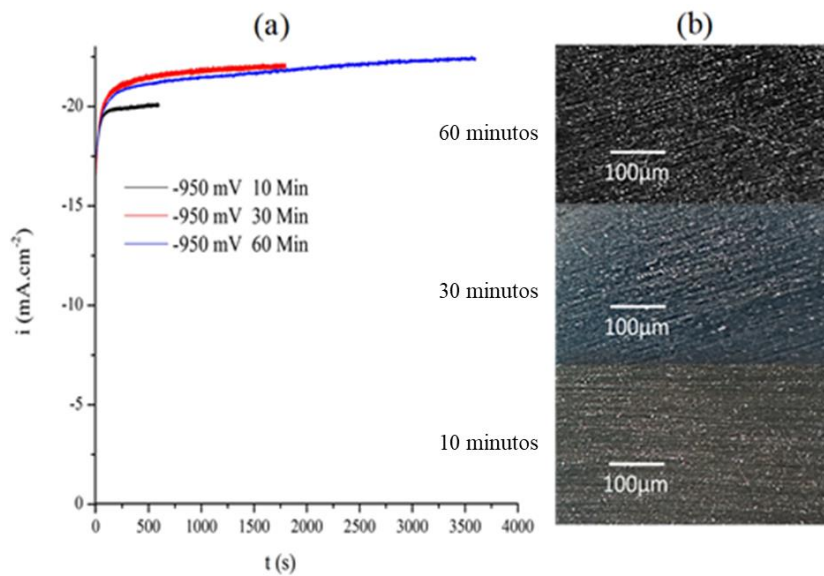 (a)
-20
-15
-10
-5
0
i (mA.cm⁻²)
-950 mV 10 Min
-950 mV 30 Min
-950 mV 60 Min
0 500 1000 1500 2000 2500 3000 3500 4000
t (s)
(b)
60 minutos
100µm
30 minutos
100µm
10 minutos
100µm